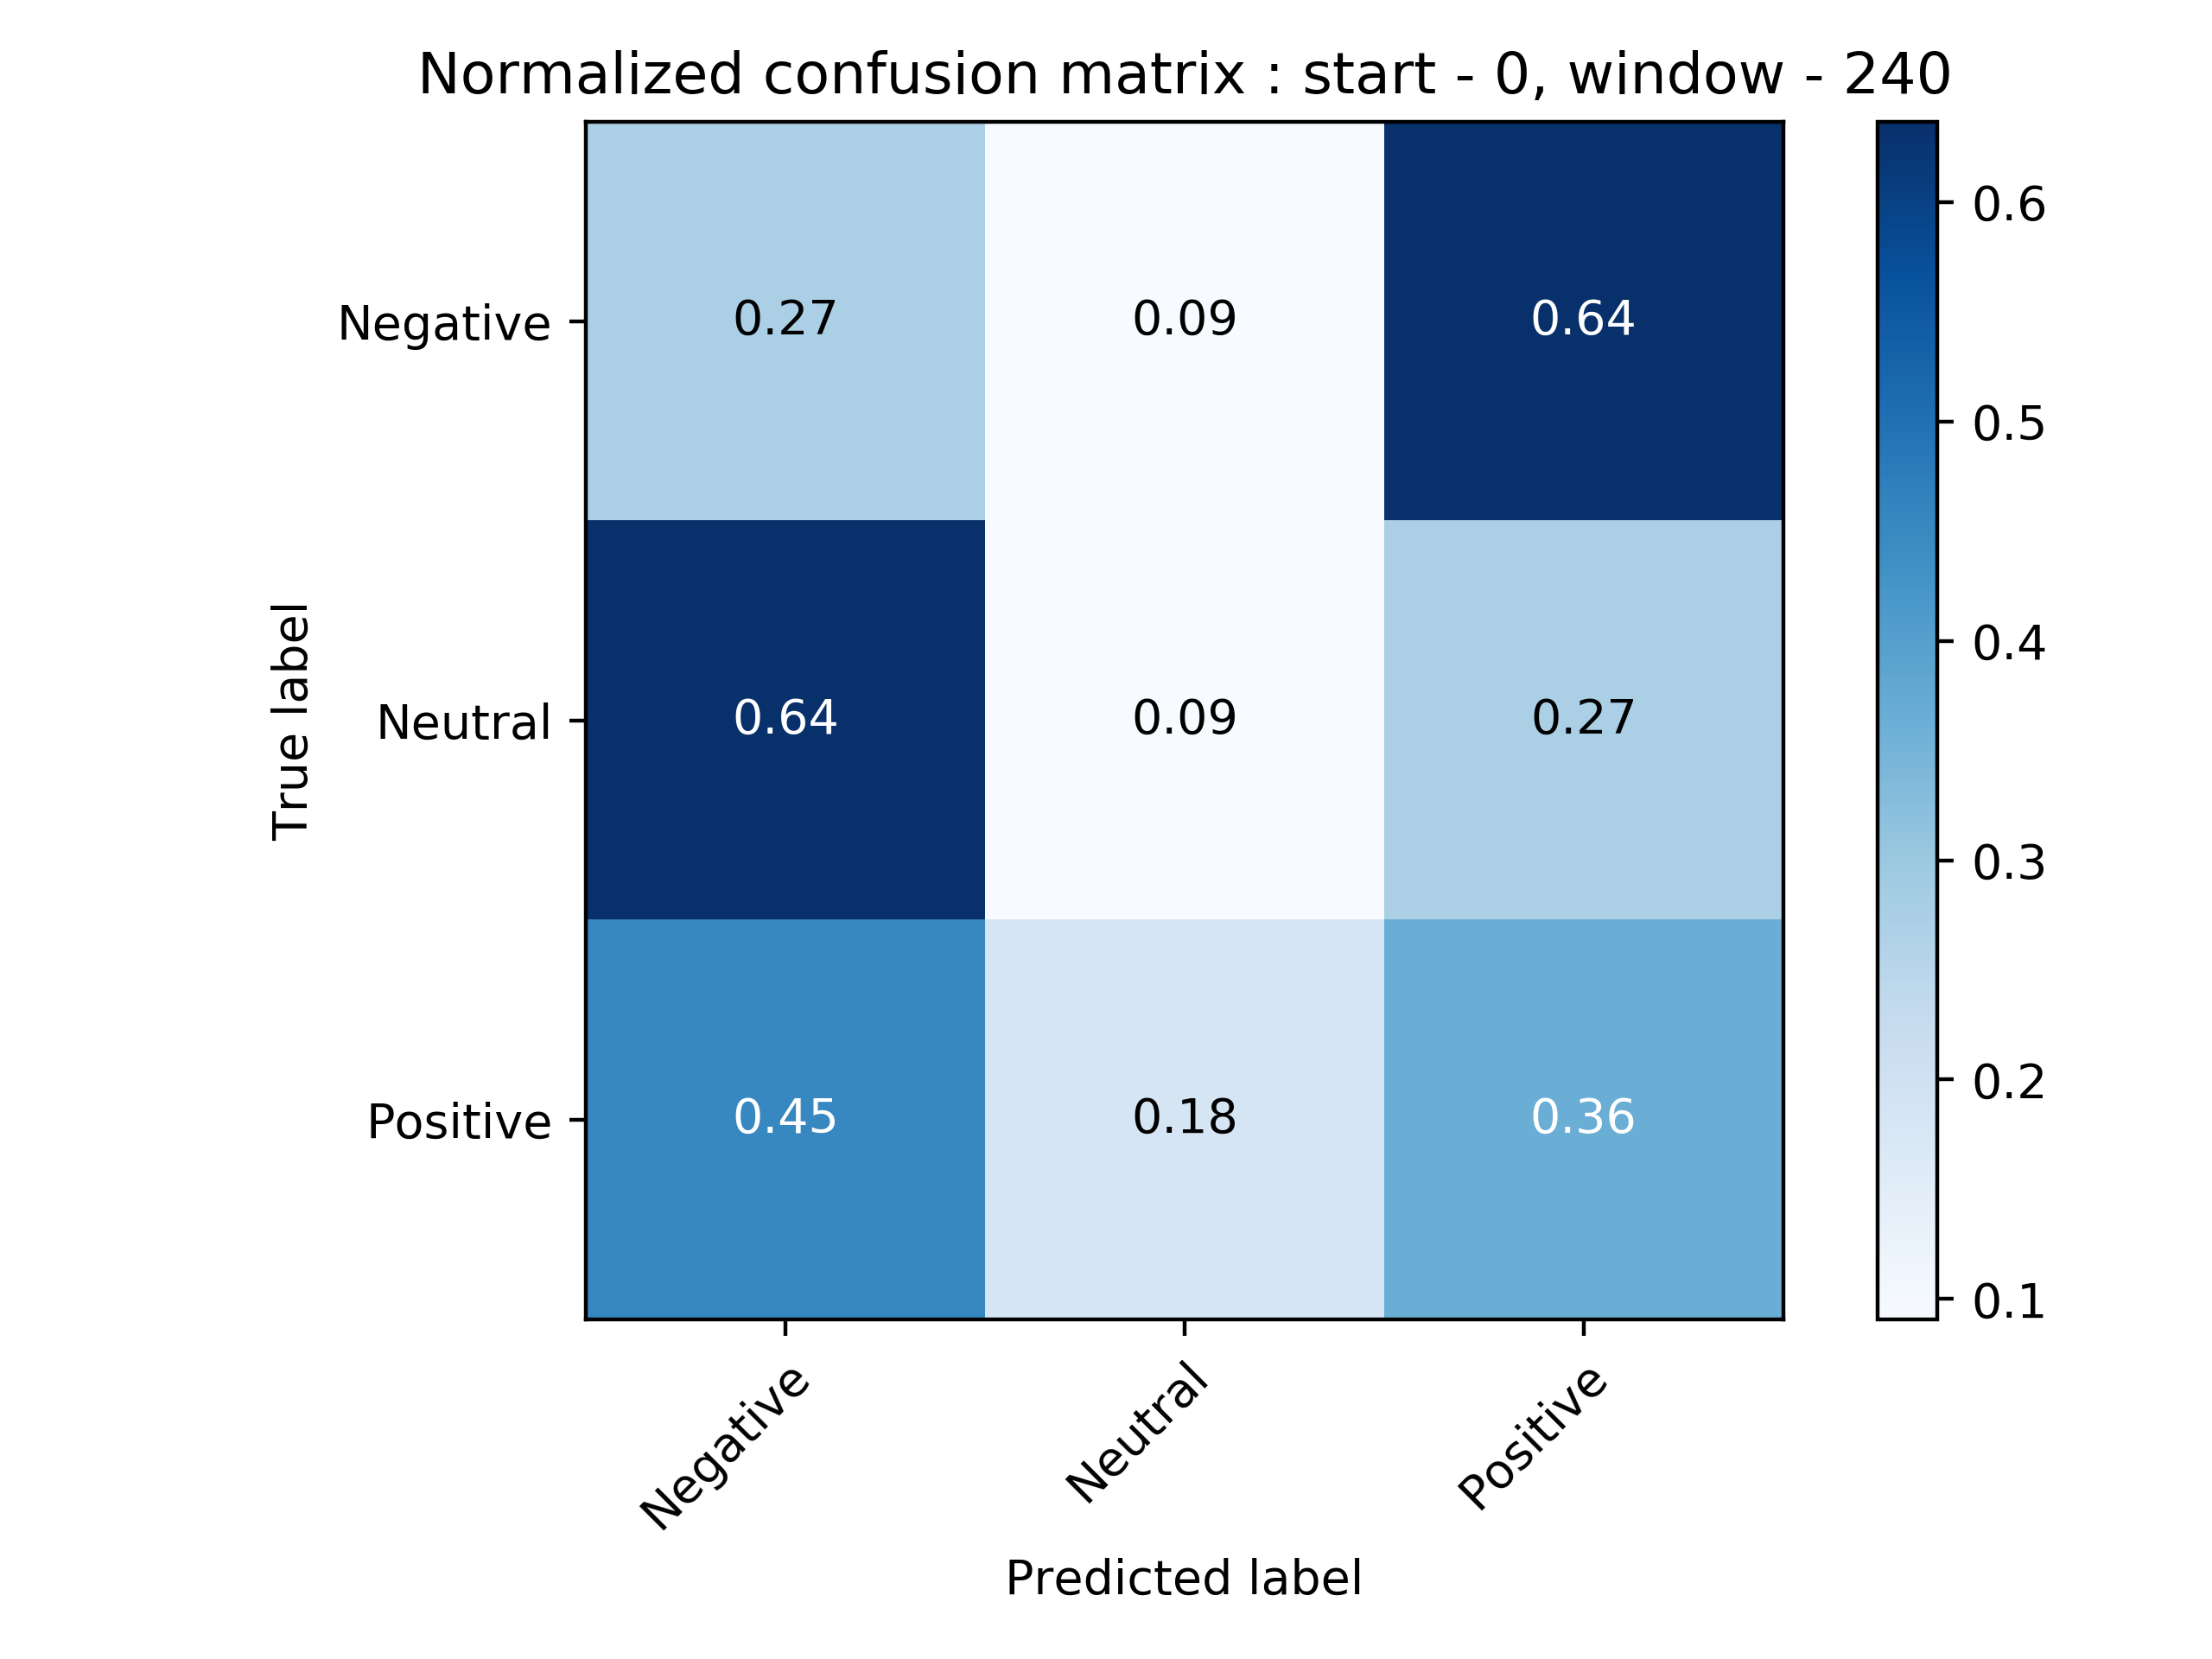 Normalized confusion matrix : start - 0, window - 240
True label
Negative
0.27 0.09 0.64
Neutral
0.64 0.09 0.27
Positive
0.45 0.18 0.36
Negative
Neutral
Positive
Predicted label
0.6
0.5
0.4
0.3
0.2
0.1